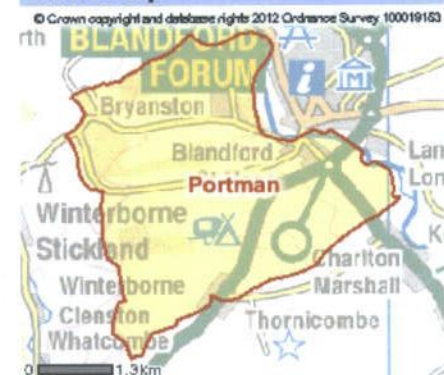 © Crown copyright and database rights 2012 Ordnance Survey 100019153
rth
BLANDFORD
FORUM
i
M
Bryanston
Blandford
Lan
Portman
Lon
Winterborne
K
Stickland
Charlton
Winterborne
Marshall
Clenston
Thornicombe
Whatcombe
0 1.3km